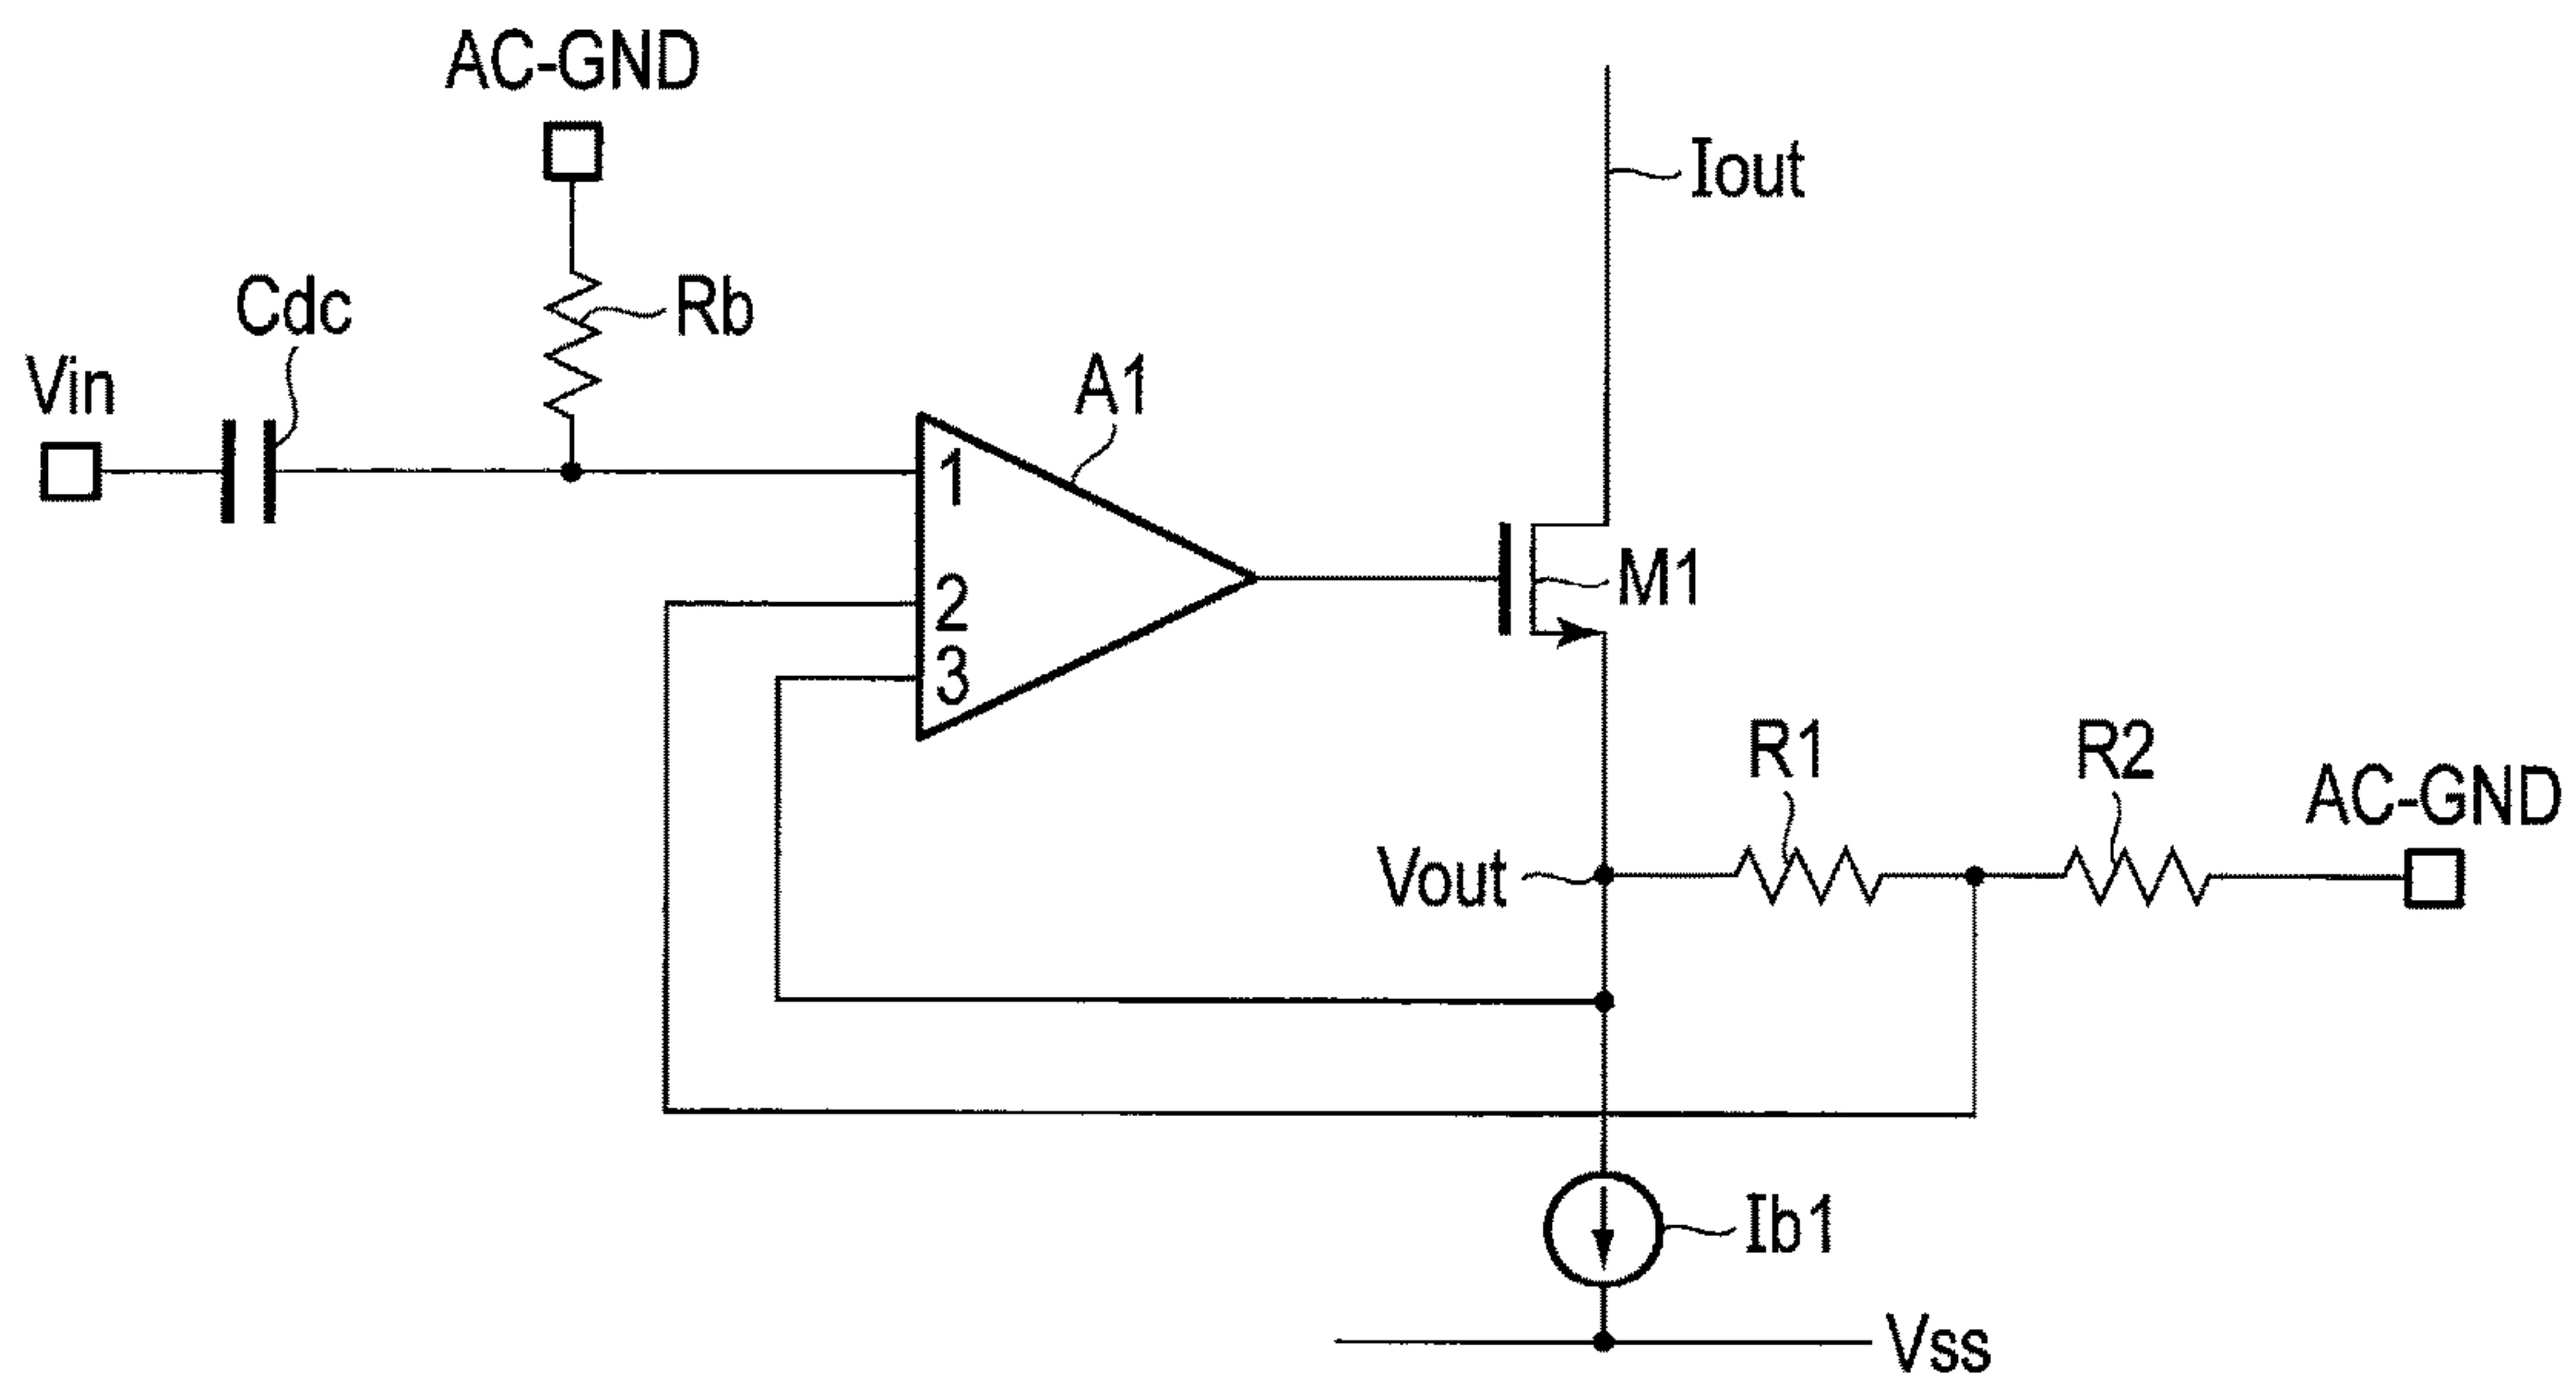 AC-GND
Iout
Cdc
Rb
Vin
A1
1
2
3
M1
R1
R2
AC-GND
Vout
Ib1
Vss